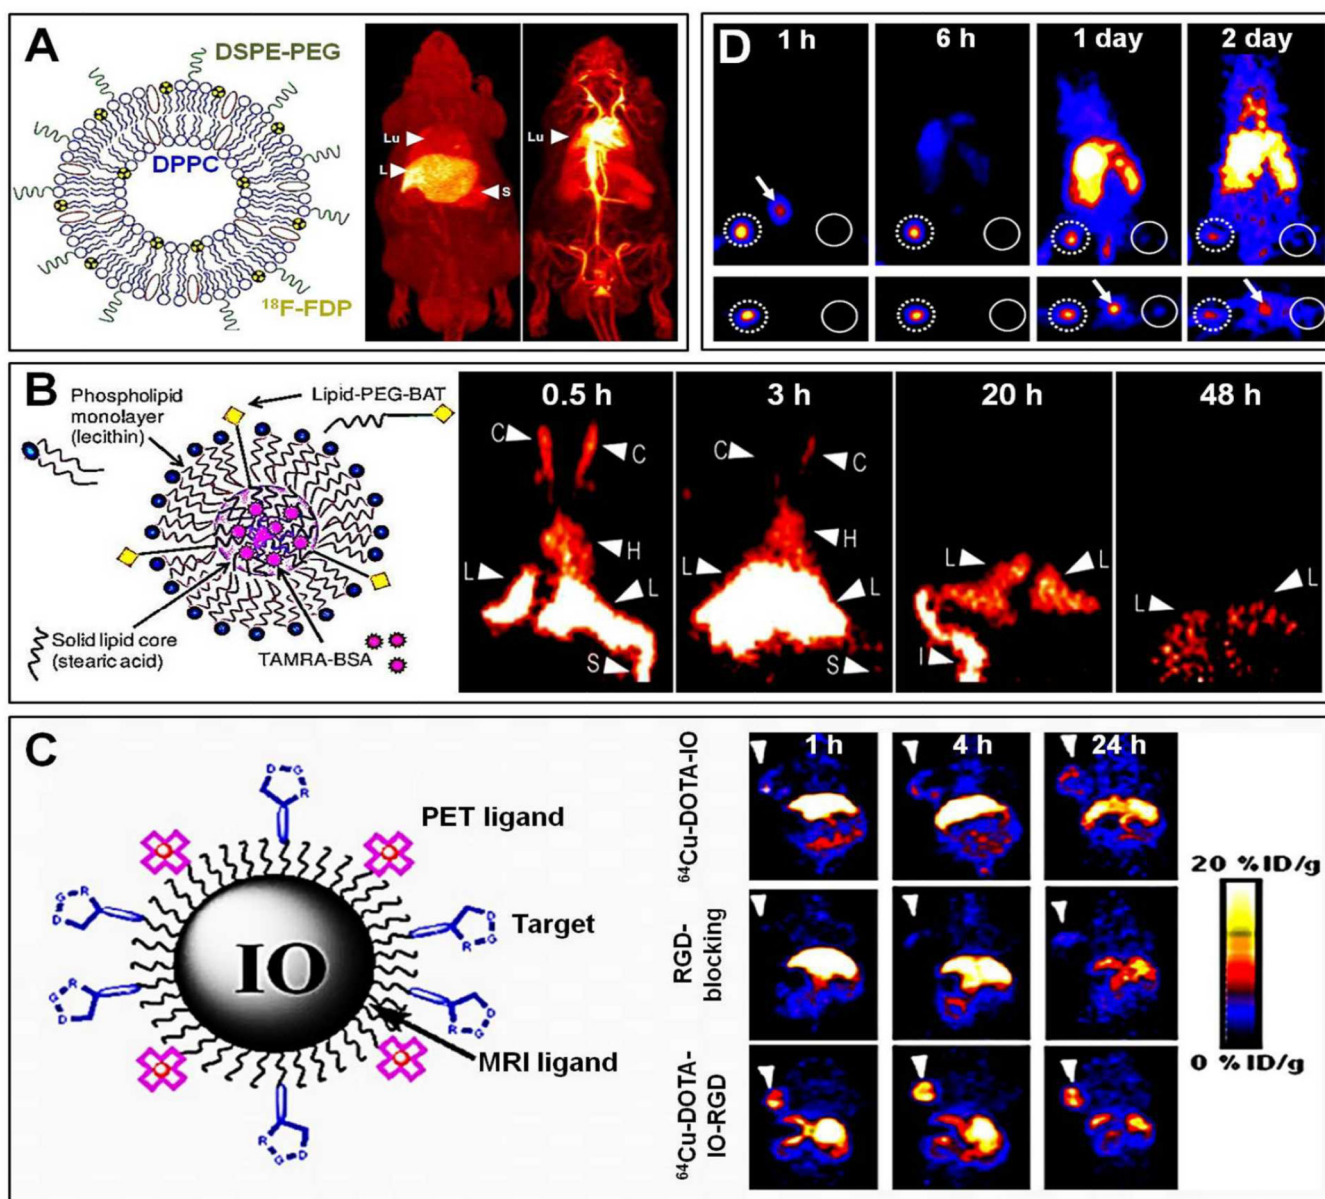 A
DSPE-PEG
DPPC
¹⁸F-FDP
Lu
L
S
Lu
D
1 h
6 h
1 day
2 day
B
Phospholipid
monolayer
(lecithin)
Lipid-PEG-BAT
Solid lipid core
(stearic acid)
TAMRA-BSA
0.5 h
C
C
H
L
L
S
3 h
C
C
H
L
L
S
20 h
L
L
I
48 h
L
L
C
PET ligand
Target
MRI ligand
IO
D G R
G R D
D G R
G R D
D G R
R G D
⁶⁴Cu-DOTA-IO
1 h
4 h
24 h
RGD-
blocking
⁶⁴Cu-DOTA-
IO-RGD
20 %ID/g
0 %ID/g